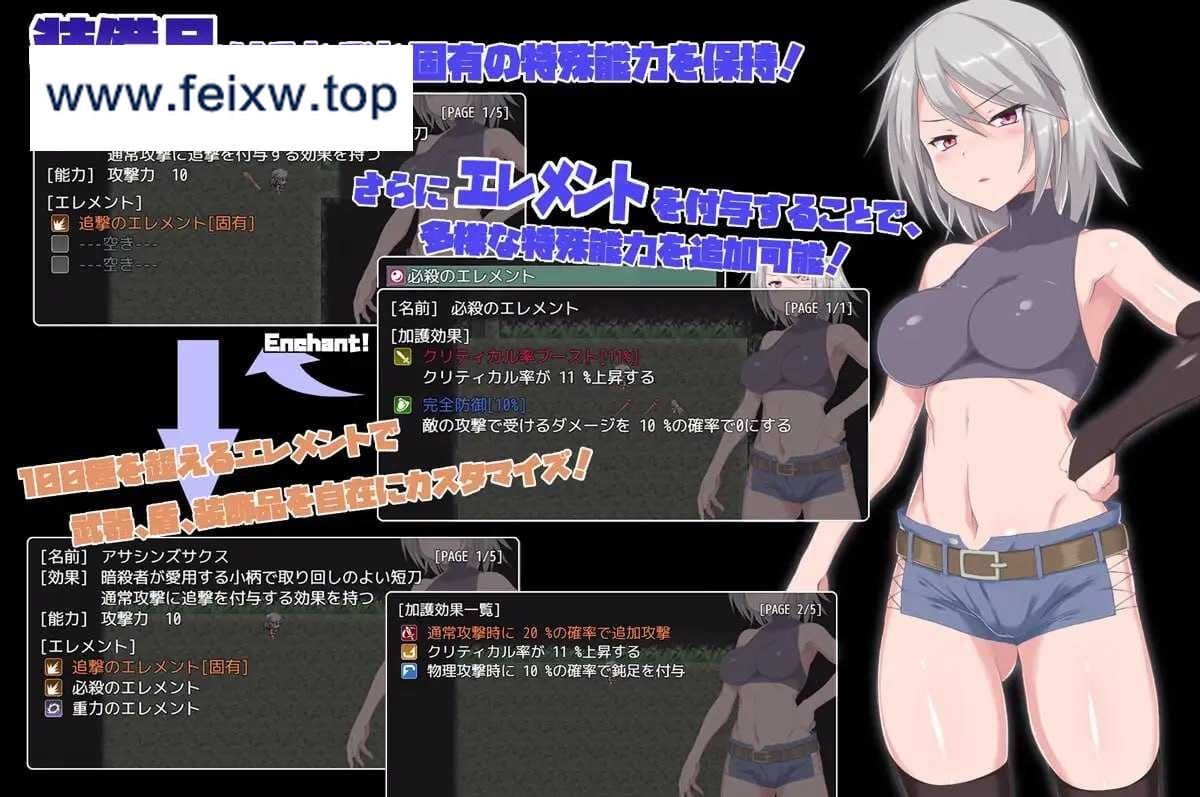 装備品
固有の特殊能力を保持!
www.feixw.top
[PAGE 1/5]
刀
通常攻撃に追撃を付与する効果を持つ
[能力] 攻撃力 10
[エレメント]
追撃のエレメント[固有]
---空き---
---空き---
さらにエレメントを付与することで、
多様な特殊能力を追加可能!
必殺のエレメント
[名前] 必殺のエレメント
[PAGE 1/1]
[加護効果]
クリティカル率ブースト[11%]
クリティカル率が 11 %上昇する
完全防御[10%]
敵の攻撃で受けるダメージを 10 %の確率で0にする
Enchant!
100種を超えるエレメントで
武器、盾、装飾品を自在にカスタマイズ!
[名前] アサシンズサクス
[PAGE 1/5]
[効果] 暗殺者が愛用する小柄で取り回しのよい短刀
通常攻撃に追撃を付与する効果を持つ
[能力] 攻撃力 10
[エレメント]
追撃のエレメント[固有]
必殺のエレメント
重力のエレメント
[加護効果一覧]
[PAGE 2/5]
通常攻撃時に 20 %の確率で追加攻撃
クリティカル率が 11 %上昇する
物理攻撃時に 10 %の確率で鈍足を付与